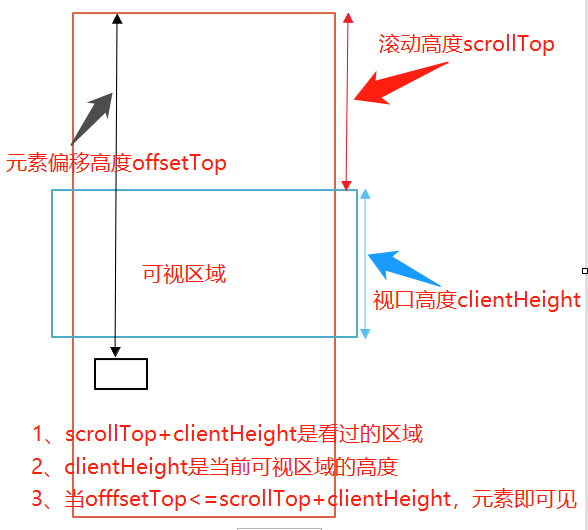 滚动高度scrollTop
元素偏移高度offsetTop
可视区域
视口高度clientHeight
1、scrollTop+clientHeight是看过的区域
2、clientHeight是当前可视区域的高度
3、当offfsetTop<=scrollTop+clientHeight，元素即可见